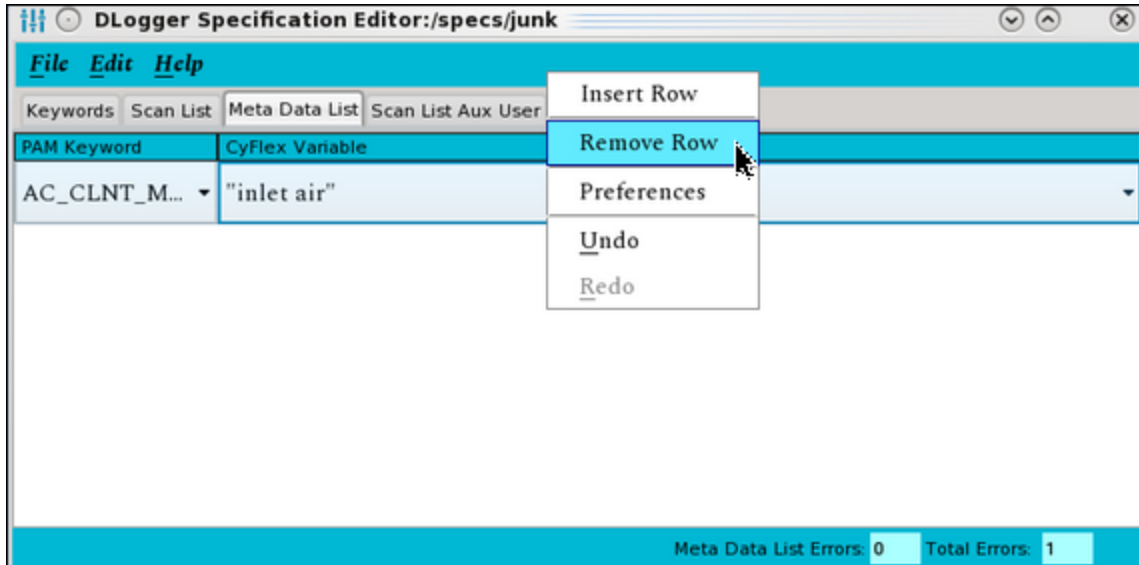 DLogger Specification Editor:/specs/junk
File Edit Help
Keywords Scan List Meta Data List Scan List Aux User
PAM Keyword CyFlex Variable
AC_CLNT_M... "inlet air"
Insert Row
Remove Row
Preferences
Undo
Redo
Meta Data List Errors: 0 Total Errors: 1